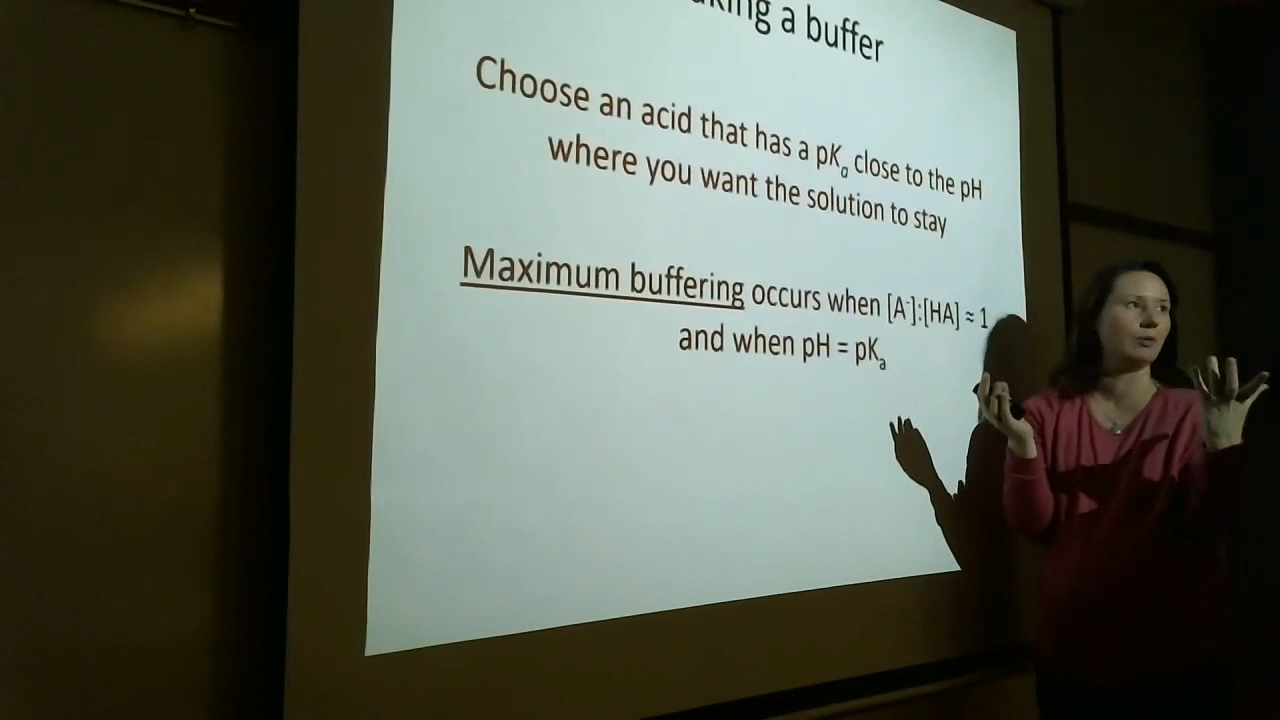 a buffer
Choose an acid that has a pKₐ close to the pH
where you want the solution to stay
Maximum buffering occurs when [A⁻]:[HA] ≈ 1
and when pH = pKₐ